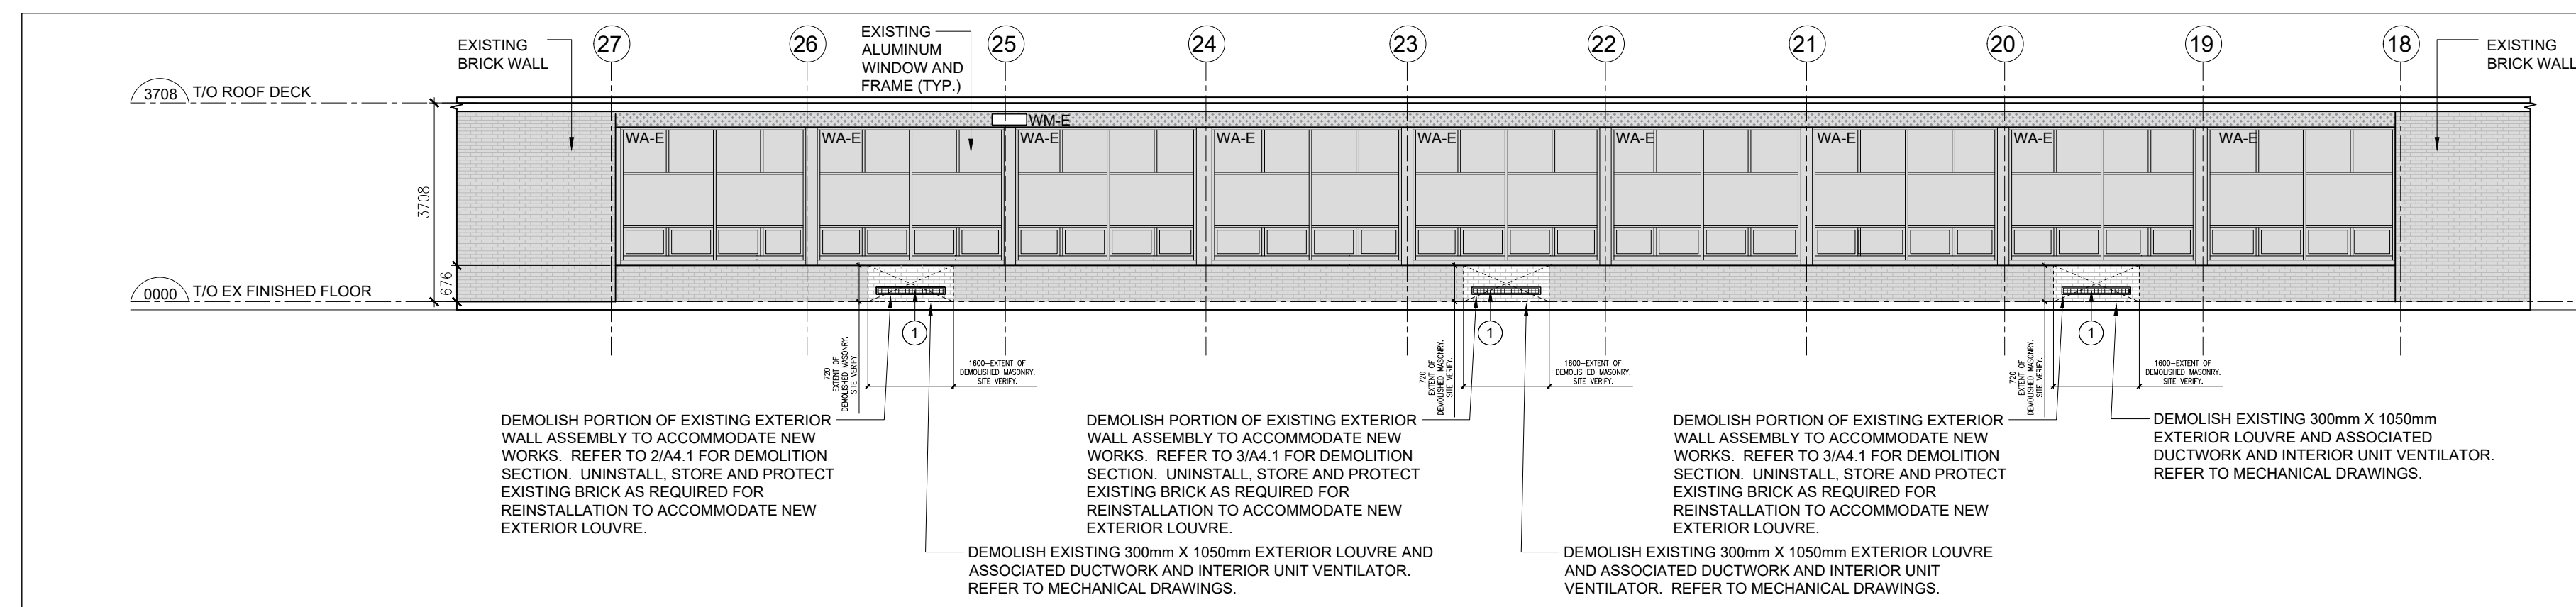 EXISTING
BRICK WALL
27
26
EXISTING
ALUMINUM
WINDOW AND
FRAME (TYP.)
25
24
23
22
21
20
19
18
EXISTING
BRICK WALL
3708
T/O ROOF DECK
WM-E
WA-E
WA-E
WA-E
WA-E
WA-E
WA-E
WA-E
WA-E
WA-E
3708
676
0000
T/O EX FINISHED FLOOR
1
1
1
720
EXTENT OF
DEMOLISHED MASONRY.
SITE VERIFY.
1600-EXTENT OF
DEMOLISHED MASONRY.
SITE VERIFY.
720
EXTENT OF
DEMOLISHED MASONRY.
SITE VERIFY.
1600-EXTENT OF
DEMOLISHED MASONRY.
SITE VERIFY.
720
EXTENT OF
DEMOLISHED MASONRY.
SITE VERIFY.
1600-EXTENT OF
DEMOLISHED MASONRY.
SITE VERIFY.
DEMOLISH PORTION OF EXISTING EXTERIOR
WALL ASSEMBLY TO ACCOMMODATE NEW
WORKS. REFER TO 2/A4.1 FOR DEMOLITION
SECTION. UNINSTALL, STORE AND PROTECT
EXISTING BRICK AS REQUIRED FOR
REINSTALLATION TO ACCOMMODATE NEW
EXTERIOR LOUVRE.
DEMOLISH PORTION OF EXISTING EXTERIOR
WALL ASSEMBLY TO ACCOMMODATE NEW
WORKS. REFER TO 3/A4.1 FOR DEMOLITION
SECTION. UNINSTALL, STORE AND PROTECT
EXISTING BRICK AS REQUIRED FOR
REINSTALLATION TO ACCOMMODATE NEW
EXTERIOR LOUVRE.
DEMOLISH PORTION OF EXISTING EXTERIOR
WALL ASSEMBLY TO ACCOMMODATE NEW
WORKS. REFER TO 3/A4.1 FOR DEMOLITION
SECTION. UNINSTALL, STORE AND PROTECT
EXISTING BRICK AS REQUIRED FOR
REINSTALLATION TO ACCOMMODATE NEW
EXTERIOR LOUVRE.
DEMOLISH EXISTING 300mm X 1050mm
EXTERIOR LOUVRE AND ASSOCIATED
DUCTWORK AND INTERIOR UNIT VENTILATOR.
REFER TO MECHANICAL DRAWINGS.
DEMOLISH EXISTING 300mm X 1050mm EXTERIOR LOUVRE AND
ASSOCIATED DUCTWORK AND INTERIOR UNIT VENTILATOR.
REFER TO MECHANICAL DRAWINGS.
DEMOLISH EXISTING 300mm X 1050mm EXTERIOR LOUVRE
AND ASSOCIATED DUCTWORK AND INTERIOR UNIT
VENTILATOR. REFER TO MECHANICAL DRAWINGS.